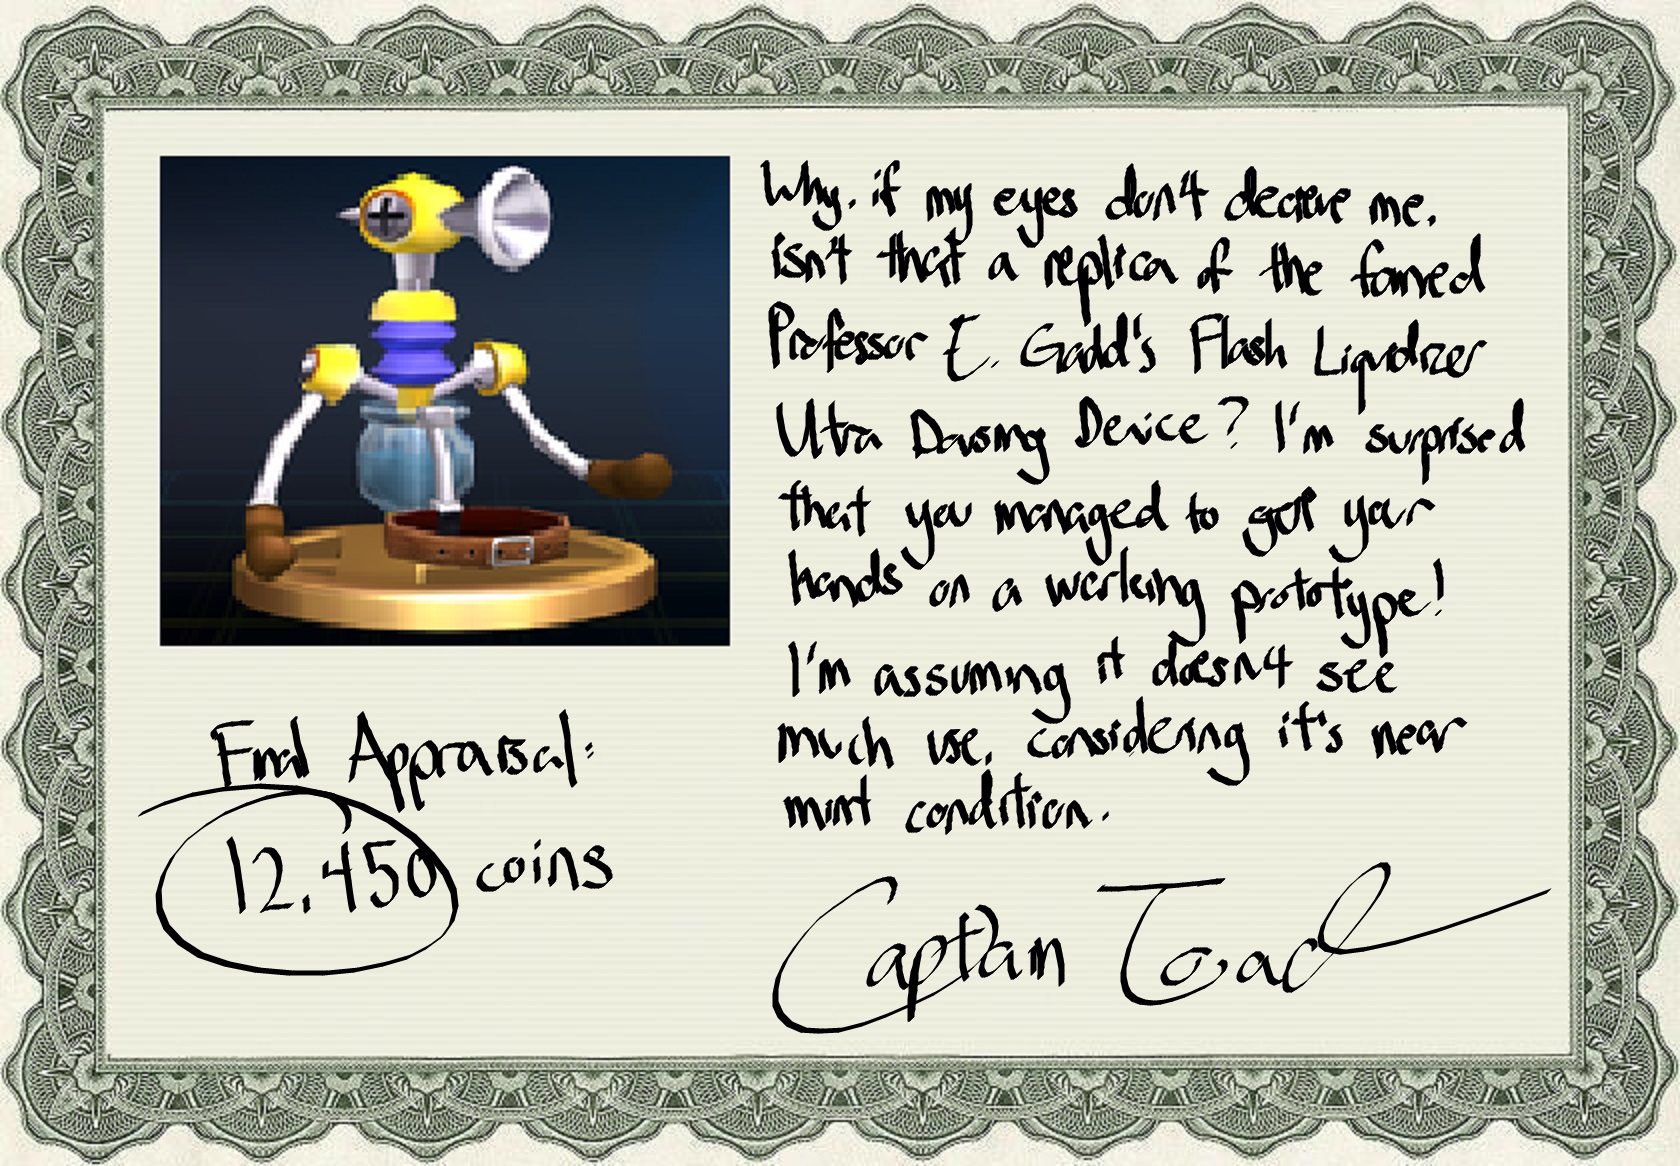 Why, if my eyes don't decieve me,
isn't that a replica of the famed
Professor E. Gadd's Flash Liqudizer
Ultra Dousing Device? I'm surprised
that you managed to get your
hands on a working prototype!
I'm assuming it doesn't see
much use, considering it's near
mint condition.
Captain Toad
Final Appraisal:
12,450 coins